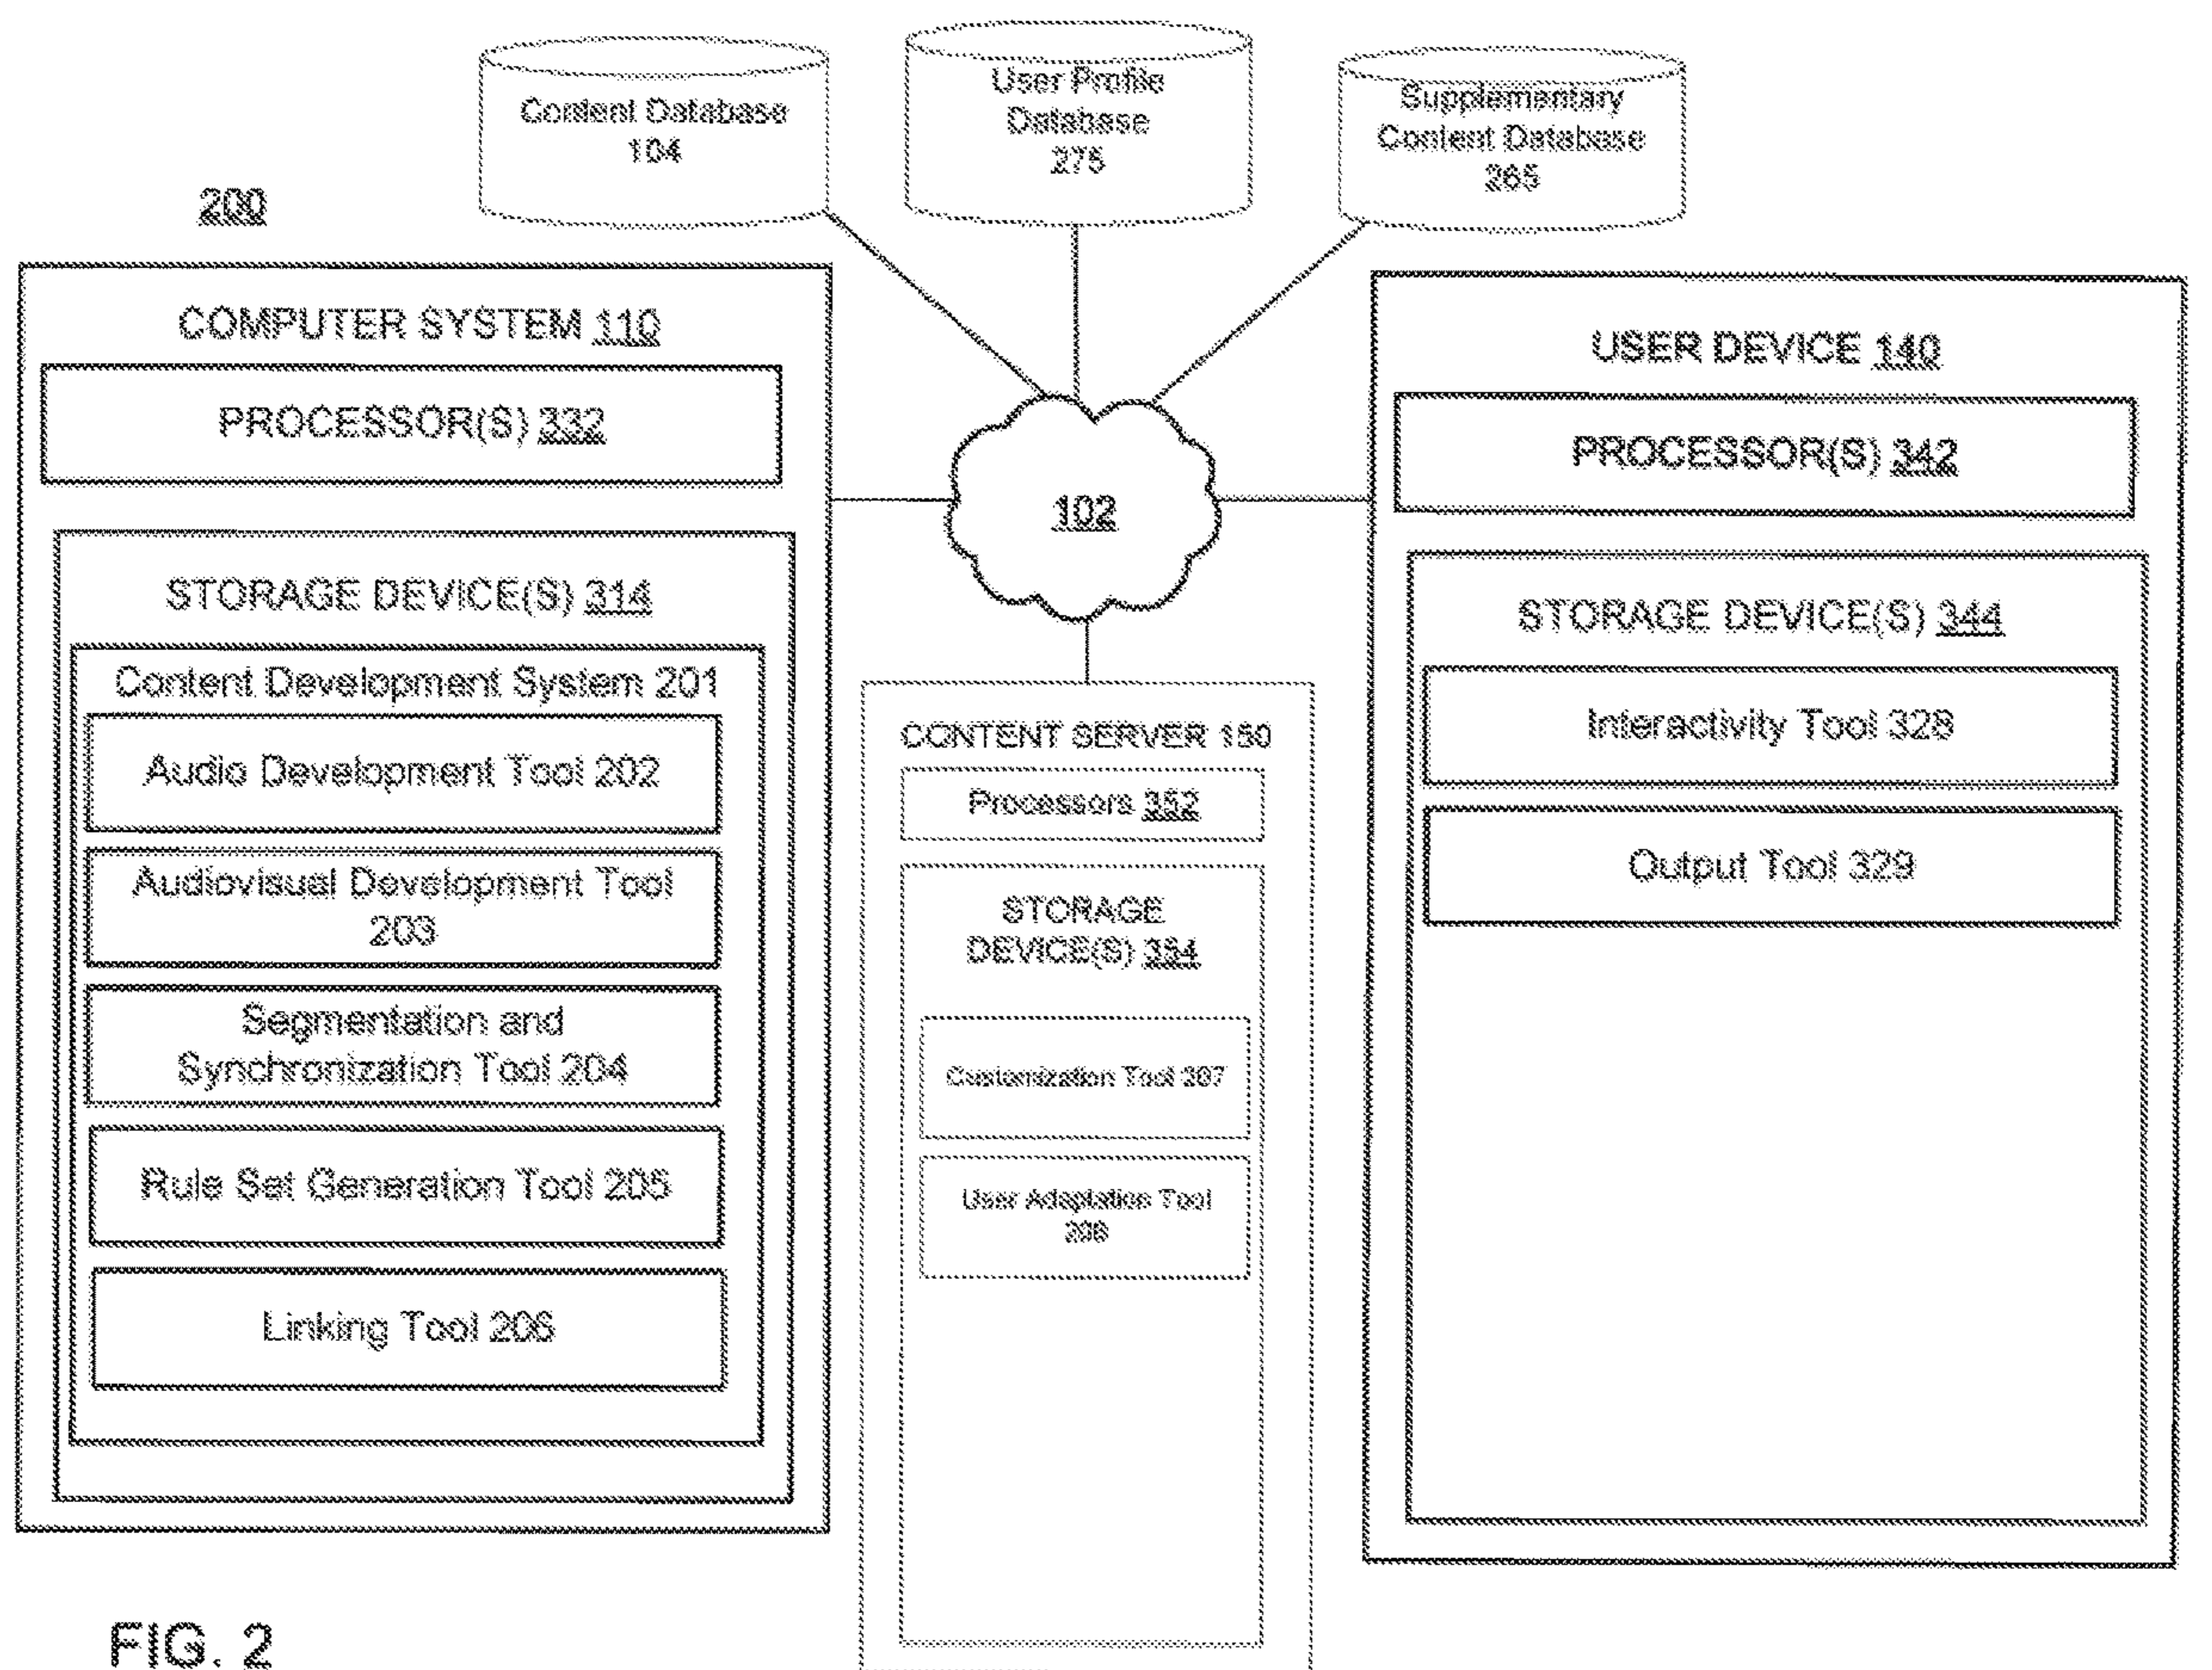 Content Database
104
User Profile
Database
275
Supplementary
Content Database
265
200
COMPUTER SYSTEM 110
PROCESSOR(S) 332
STORAGE DEVICE(S) 314
Content Development System 201
Audio Development Tool 202
Audiovisual Development Tool
203
Segmentation and
Synchronization Tool 204
Rule Set Generation Tool 205
Linking Tool 206
102
CONTENT SERVER 150
Processors 352
STORAGE
DEVICE(S) 354
Customization Tool
User Adaptation Tool
USER DEVICE 140
PROCESSOR(S) 342
STORAGE DEVICE(S) 344
Interactivity Tool 328
Output Tool 329
FIG. 2